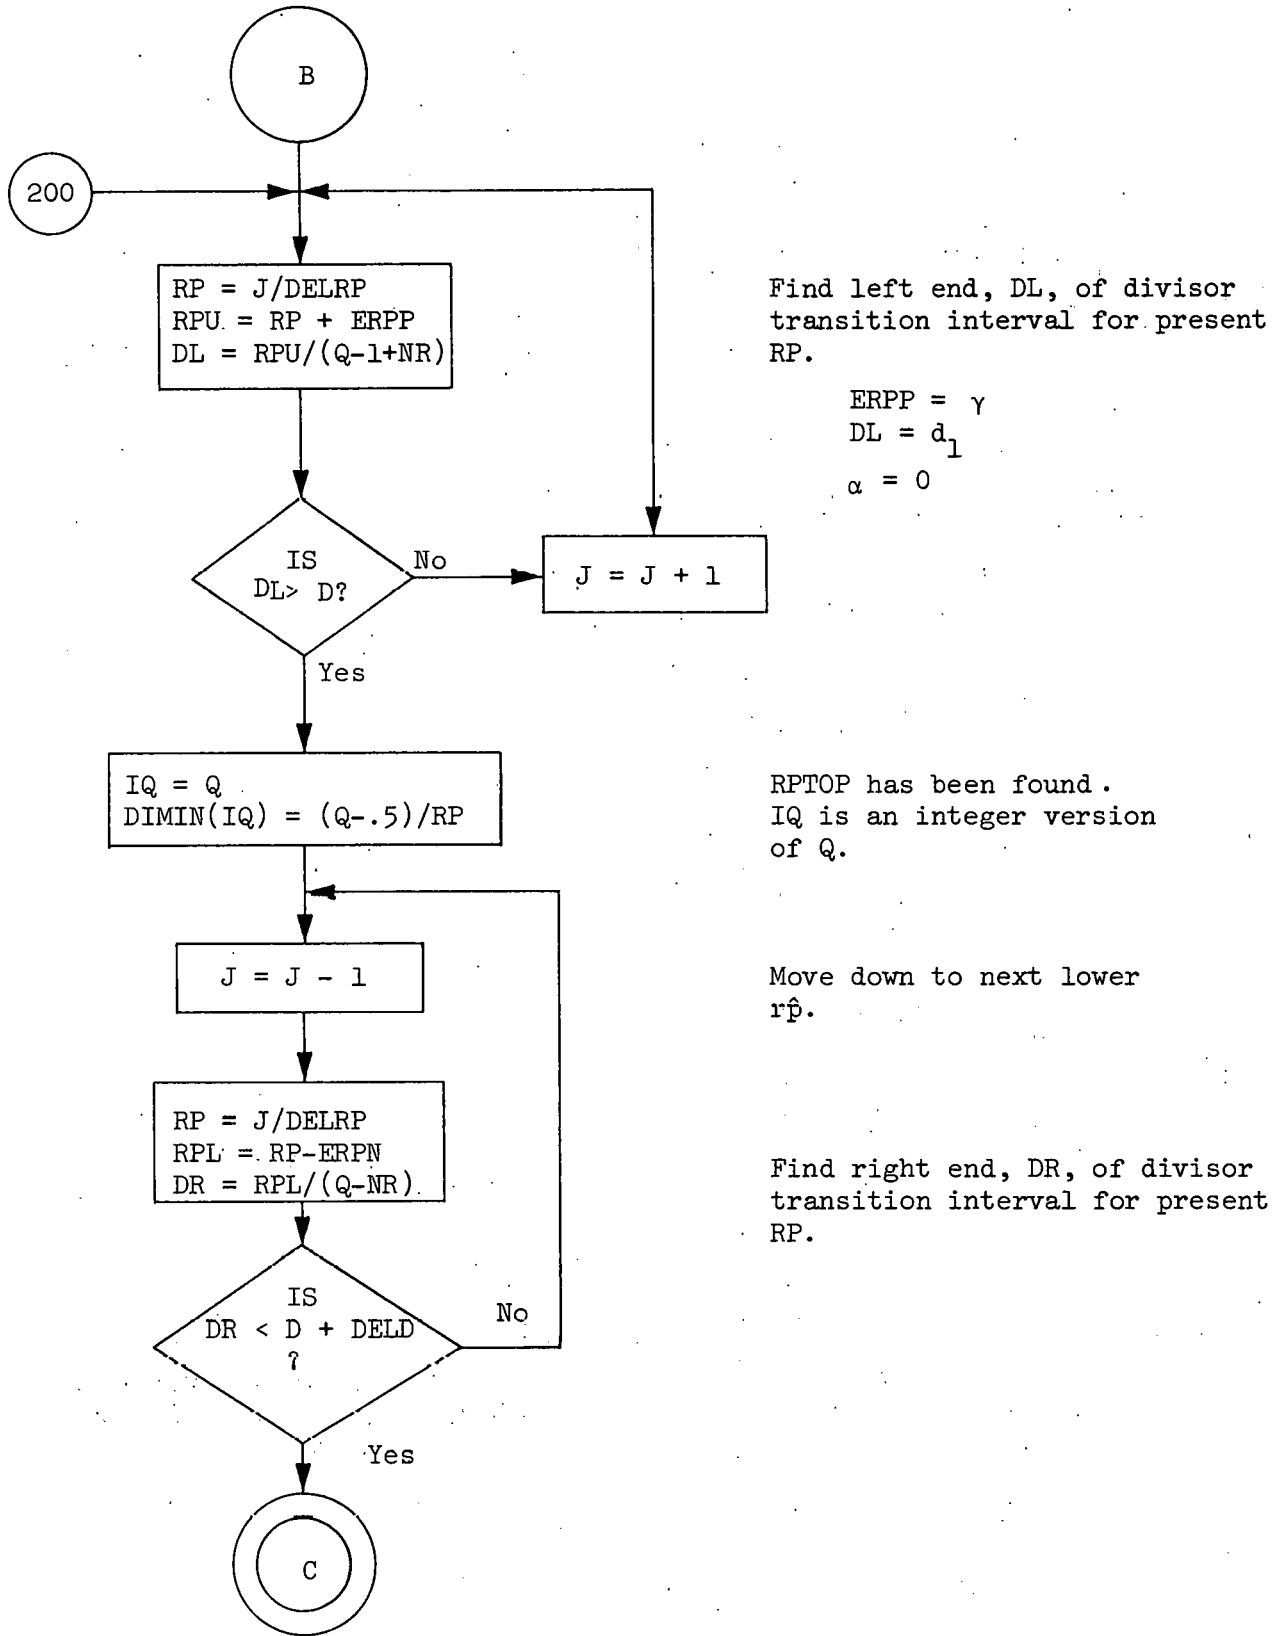 B
200
RP = J/DELRP
RPU = RP + ERPP
DL = RPU/(Q-1+NR)
Find left end, DL, of divisor
transition interval for present
RP.
ERPP = γ
DL = d₁
α = 0
IS
DL> D?
No
J = J + 1
Yes
IQ = Q
DIMIN(IQ) = (Q-.5)/RP
RPTOP has been found.
IQ is an integer version
of Q.
J = J - 1
Move down to next lower
rp̂.
RP = J/DELRP
RPL = RP-ERPN
DR = RPL/(Q-NR)
Find right end, DR, of divisor
transition interval for present
RP.
IS
DR < D + DELD
?
No
Yes
C